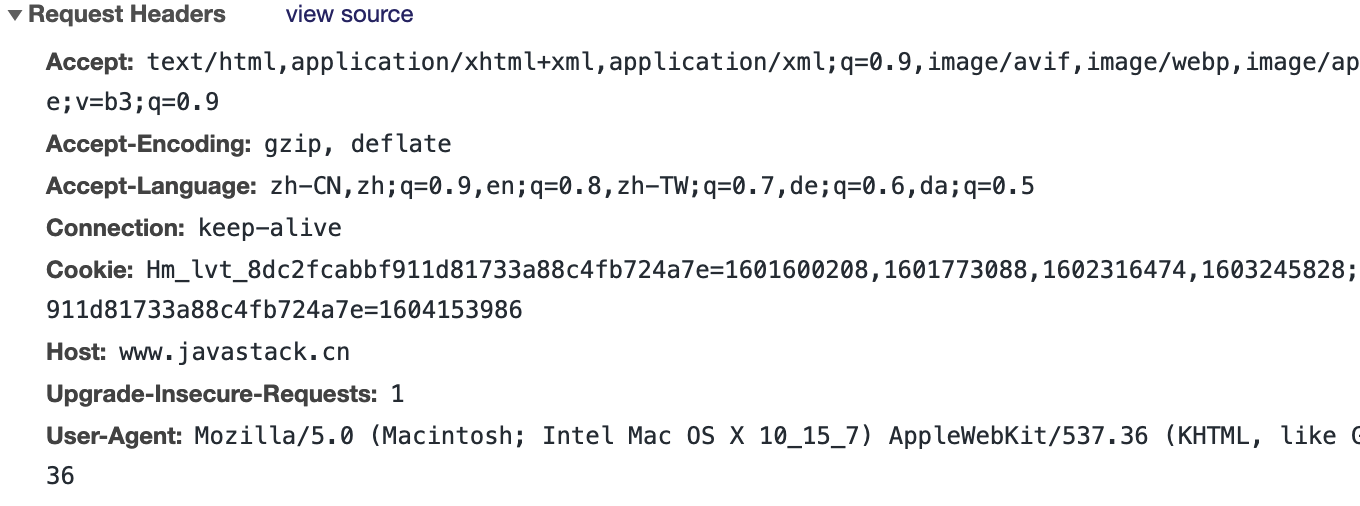 ▼ Request Headers view source
Accept: text/html,application/xhtml+xml,application/xml;q=0.9,image/avif,image/webp,image/ap
e;v=b3;q=0.9
Accept-Encoding: gzip, deflate
Accept-Language: zh-CN,zh;q=0.9,en;q=0.8,zh-TW;q=0.7,de;q=0.6,da;q=0.5
Connection: keep-alive
Cookie: Hm_lvt_8dc2fcabbf911d81733a88c4fb724a7e=1601600208,1601773088,1602316474,1603245828;
911d81733a88c4fb724a7e=1604153986
Host: www.javastack.cn
Upgrade-Insecure-Requests: 1
User-Agent: Mozilla/5.0 (Macintosh; Intel Mac OS X 10_15_7) AppleWebKit/537.36 (KHTML, like G
36